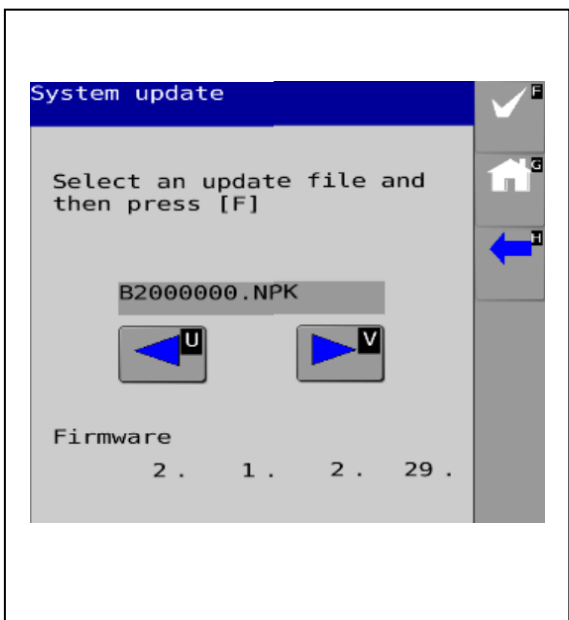 System update
F
G
Select an update file and
then press [F]
H
B2000000.NPK
U
V
Firmware
2. 1. 2. 29.